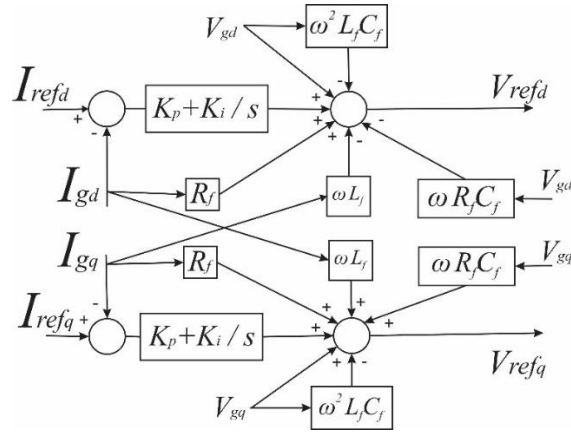 V_gd
ω²L_fC_f
I_refd
+
-
K_p+K_i/s
+
+
+
-
-
-
V_refd
I_gd
R_f
ωL_f
ωR_fC_f
V_gd
I_gq
R_f
ωL_f
ωR_fC_f
V_gq
-
I_refq
+
K_p+K_i/s
+
+
+
+
+
-
V_refq
V_gq
ω²L_fC_f